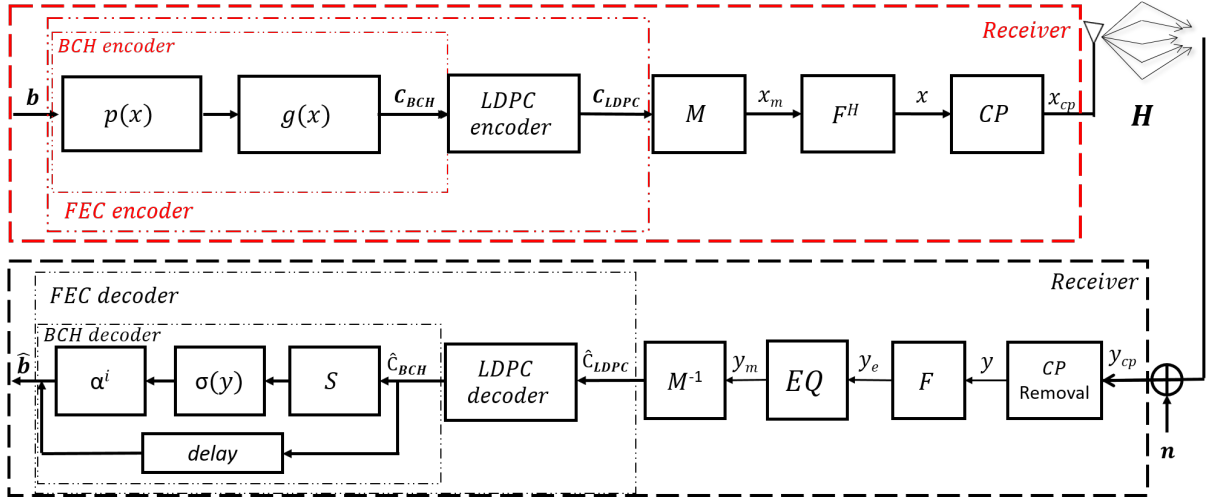 BCH encoder
Receiver
b
p(x)
g(x)
C_BCH
LDPC
encoder
C_LDPC
M
x_m
F^H
x
CP
x_cp
H
FEC encoder
FEC decoder
Receiver
BCH decoder
b̂
α^i
σ(y)
S
Ĉ_BCH
LDPC
decoder
Ĉ_LDPC
M^-1
y_m
EQ
y_e
F
y
CP
Removal
y_cp
delay
n